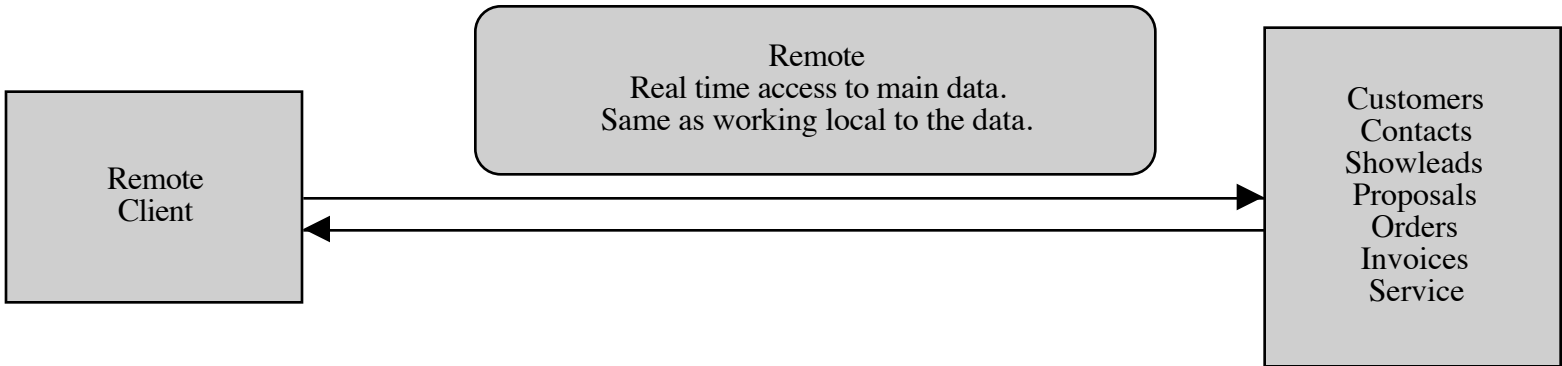 Remote
Real time access to main data.
Same as working local to the data.
Remote
Client
Customers
Contacts
Showleads
Proposals
Orders
Invoices
Service